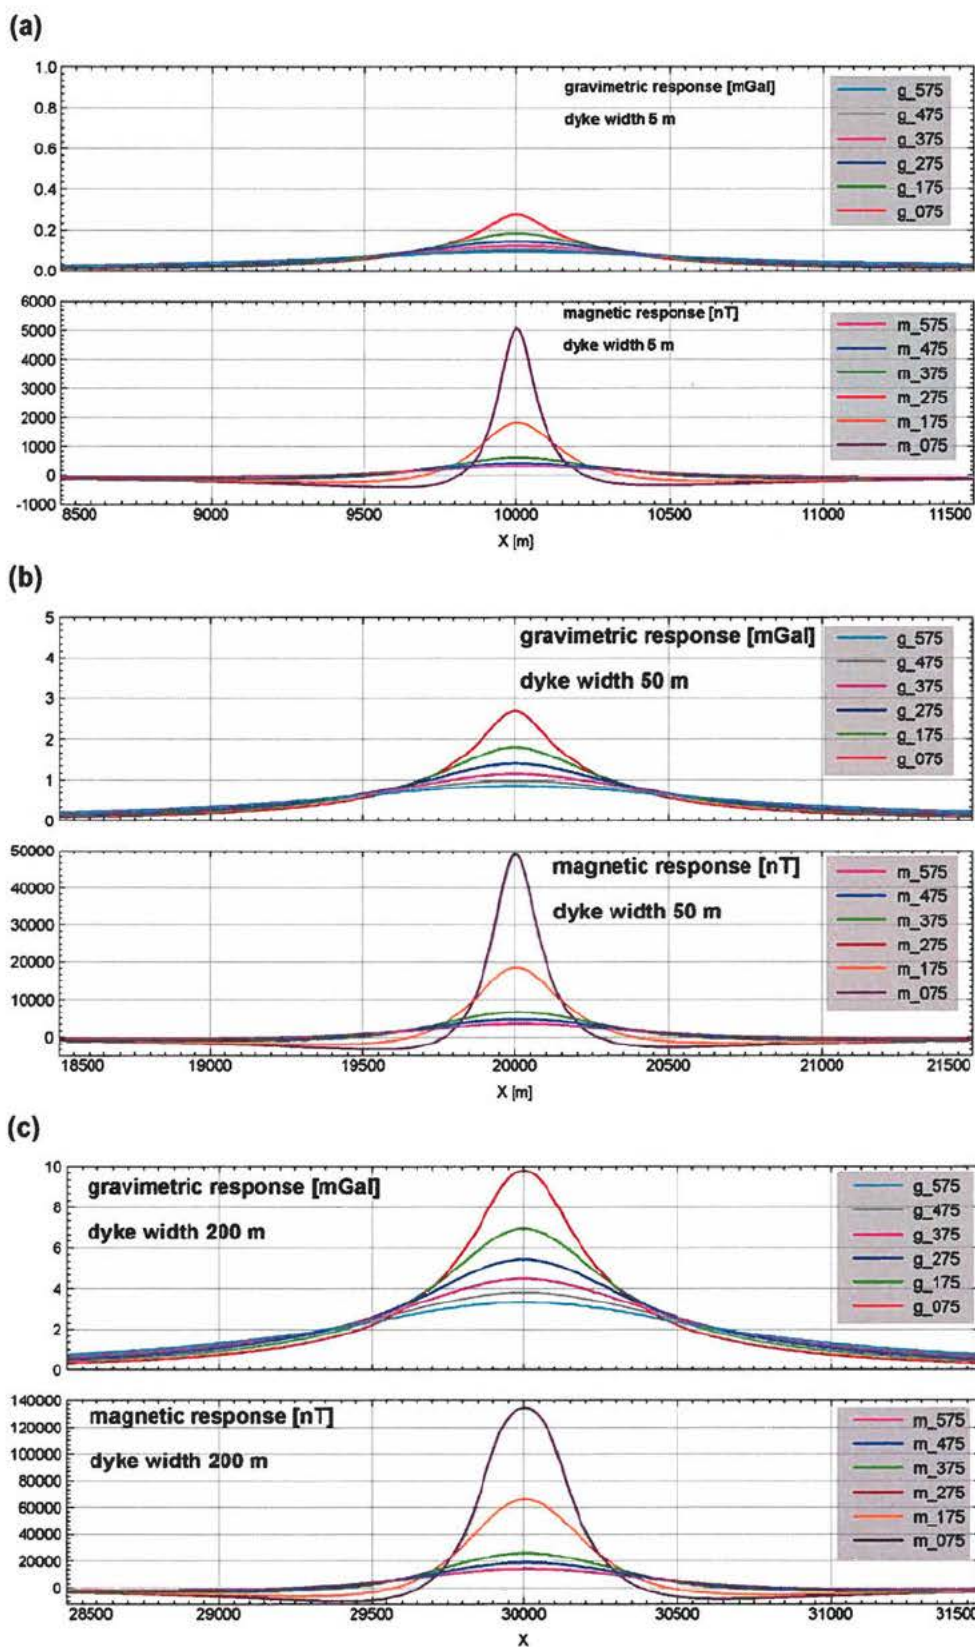 (a)
1.0
0.8
0.6
0.4
0.2
0.0
gravimetric response [mGal]
dyke width 5 m
g_575
g_475
g_375
g_275
g_175
g_075
6000
5000
4000
3000
2000
1000
0
-1000
magnetic response [nT]
dyke width 5 m
m_575
m_475
m_375
m_275
m_175
m_075
8500 9000 9500 10000 10500 11000 11500
X [m]
(b)
5
4
3
2
1
0
gravimetric response [mGal]
dyke width 50 m
g_575
g_475
g_375
g_275
g_175
g_075
50000
40000
30000
20000
10000
0
magnetic response [nT]
dyke width 50 m
m_575
m_475
m_375
m_275
m_175
m_075
18500 19000 19500 20000 20500 21000 21500
X [m]
(c)
10
8
6
4
2
0
gravimetric response [mGal]
dyke width 200 m
g_575
g_475
g_375
g_275
g_175
g_075
140000
120000
100000
80000
60000
40000
20000
0
magnetic response [nT]
dyke width 200 m
m_575
m_475
m_375
m_275
m_175
m_075
28500 29000 29500 30000 30500 31000 31500
X